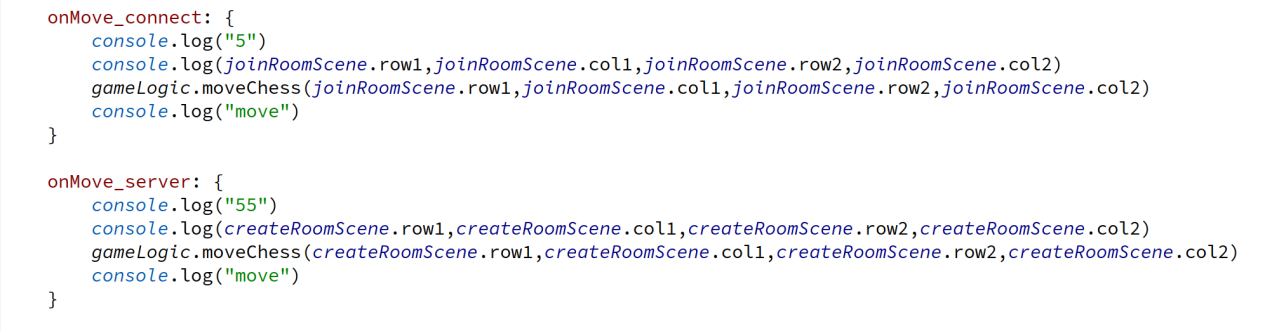 onMove_connect: {
console.log("5")
console.log(joinRoomScene.row1,joinRoomScene.col1,joinRoomScene.row2,joinRoomScene.col2)
gameLogic.moveChess(joinRoomScene.row1,joinRoomScene.col1,joinRoomScene.row2,joinRoomScene.col2)
console.log("move")
}
onMove_server: {
console.log("55")
console.log(createRoomScene.row1,createRoomScene.col1,createRoomScene.row2,createRoomScene.col2)
gameLogic.moveChess(createRoomScene.row1,createRoomScene.col1,createRoomScene.row2,createRoomScene.col2)
console.log("move")
}